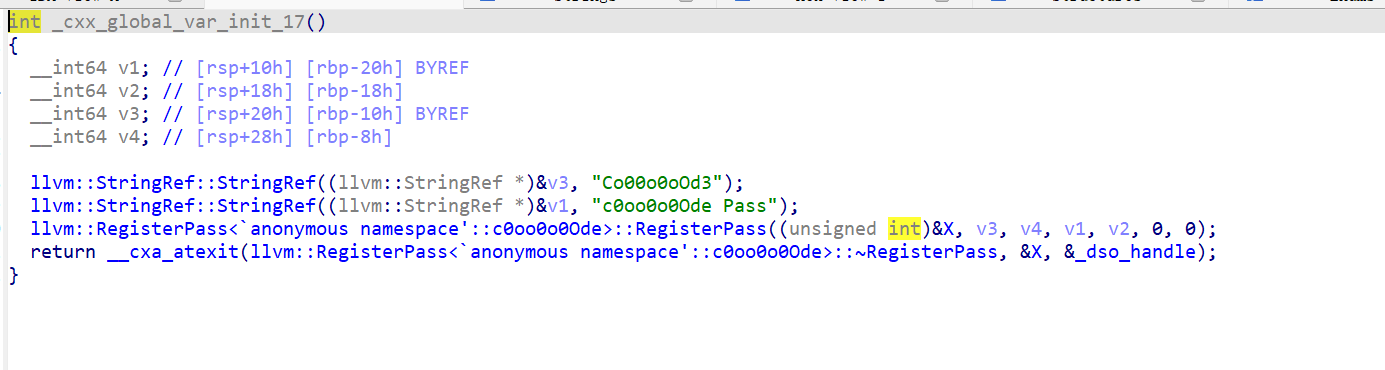 int _cxx_global_var_init_17()
{
__int64 v1; // [rsp+10h] [rbp-20h] BYREF
__int64 v2; // [rsp+18h] [rbp-18h]
__int64 v3; // [rsp+20h] [rbp-10h] BYREF
__int64 v4; // [rsp+28h] [rbp-8h]
llvm::StringRef::StringRef((llvm::StringRef *)&v3, "Co00o0oOd3");
llvm::StringRef::StringRef((llvm::StringRef *)&v1, "c0oo0o0Ode Pass");
llvm::RegisterPass<`anonymous namespace'::c0oo0o0Ode>::RegisterPass((unsigned int)&X, v3, v4, v1, v2, 0, 0);
return __cxa_atexit(llvm::RegisterPass<`anonymous namespace'::c0oo0o0Ode>::~RegisterPass, &X, &_dso_handle);
}